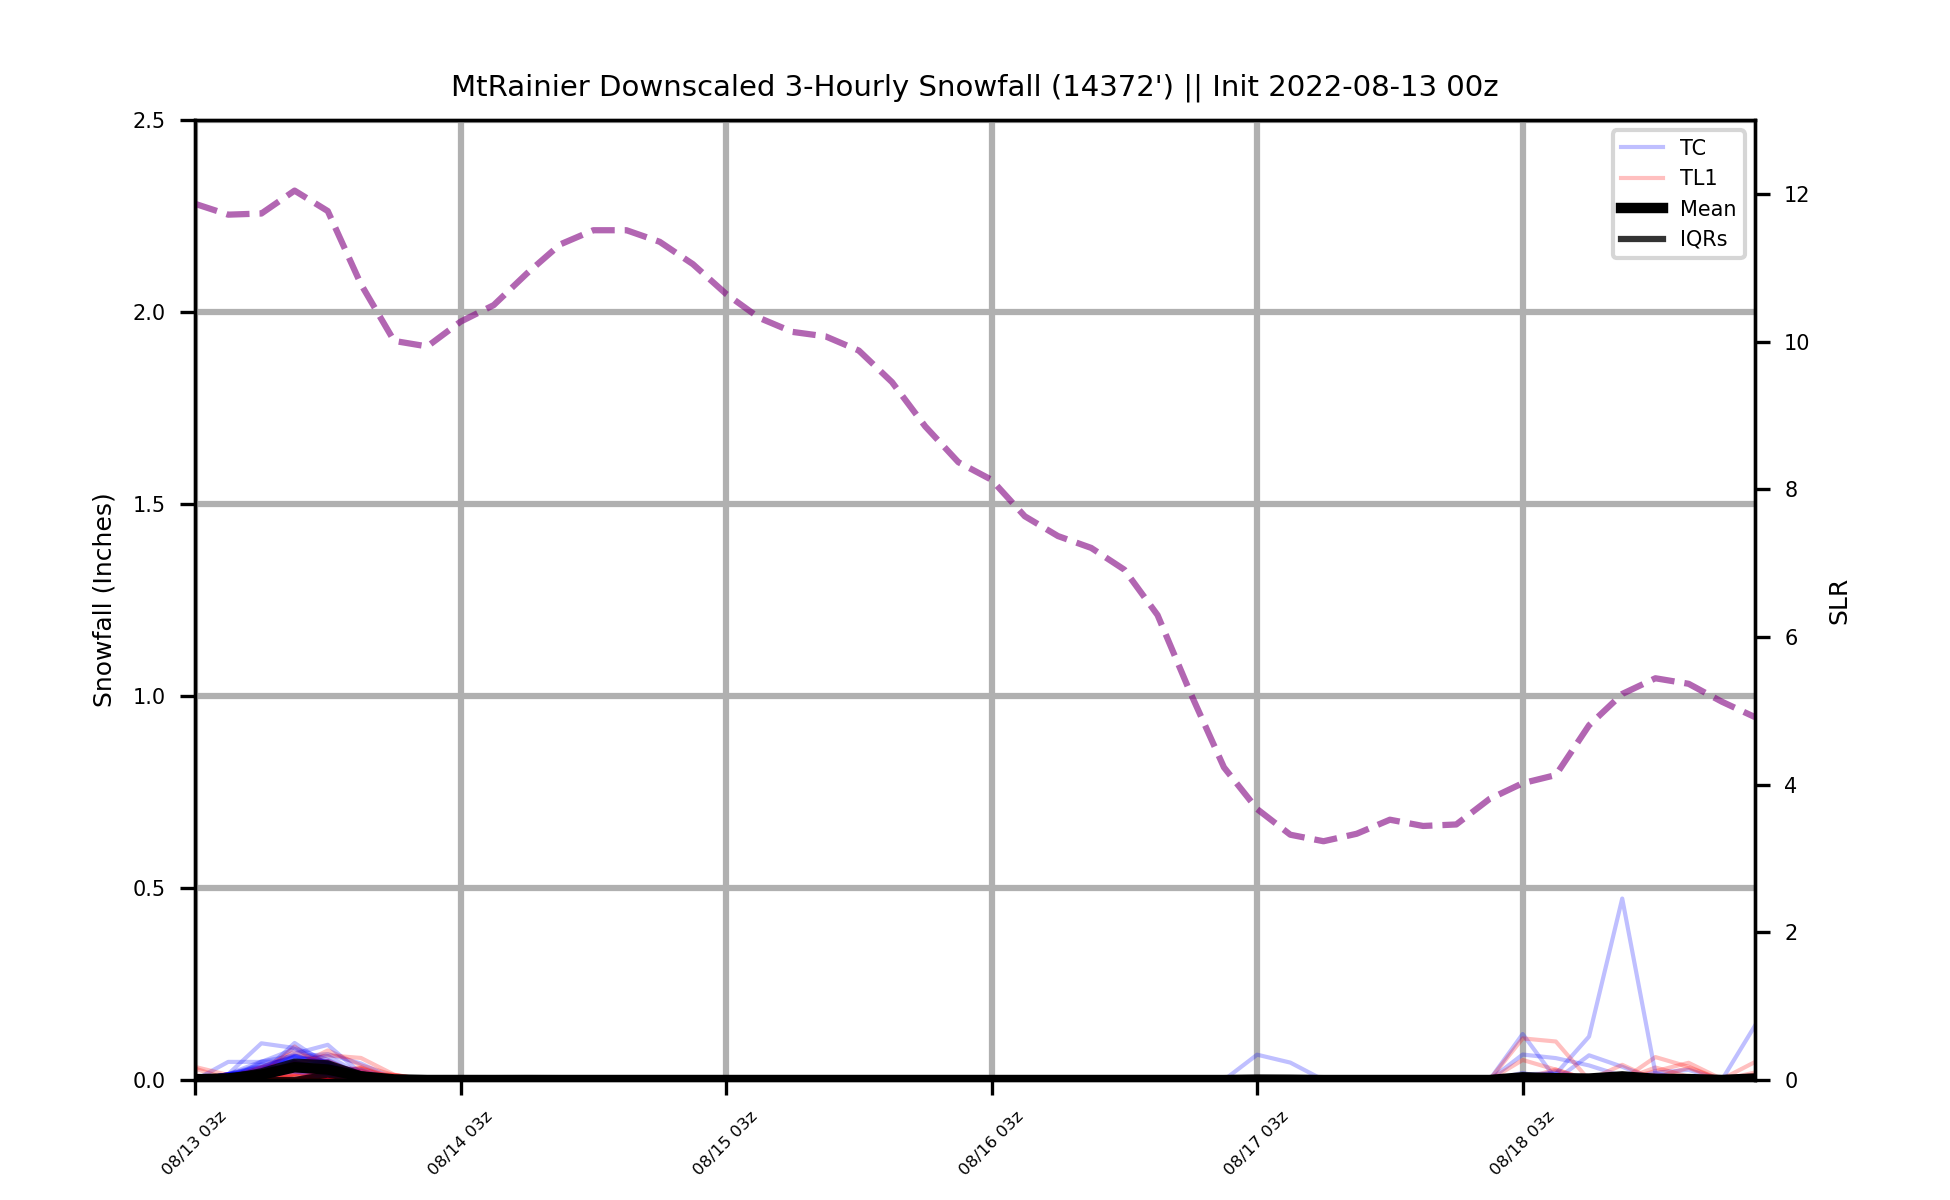 MtRainier Downscaled 3-Hourly Snowfall (14372') || Init 2022-08-13 00z
TC
TL1
Mean
IQRs
Snowfall (Inches)
2.5
2.0
1.5
1.0
0.5
0.0
12
10
8
6
4
2
0
SLR
08/13 03z
08/14 03z
08/15 03z
08/16 03z
08/17 03z
08/18 03z